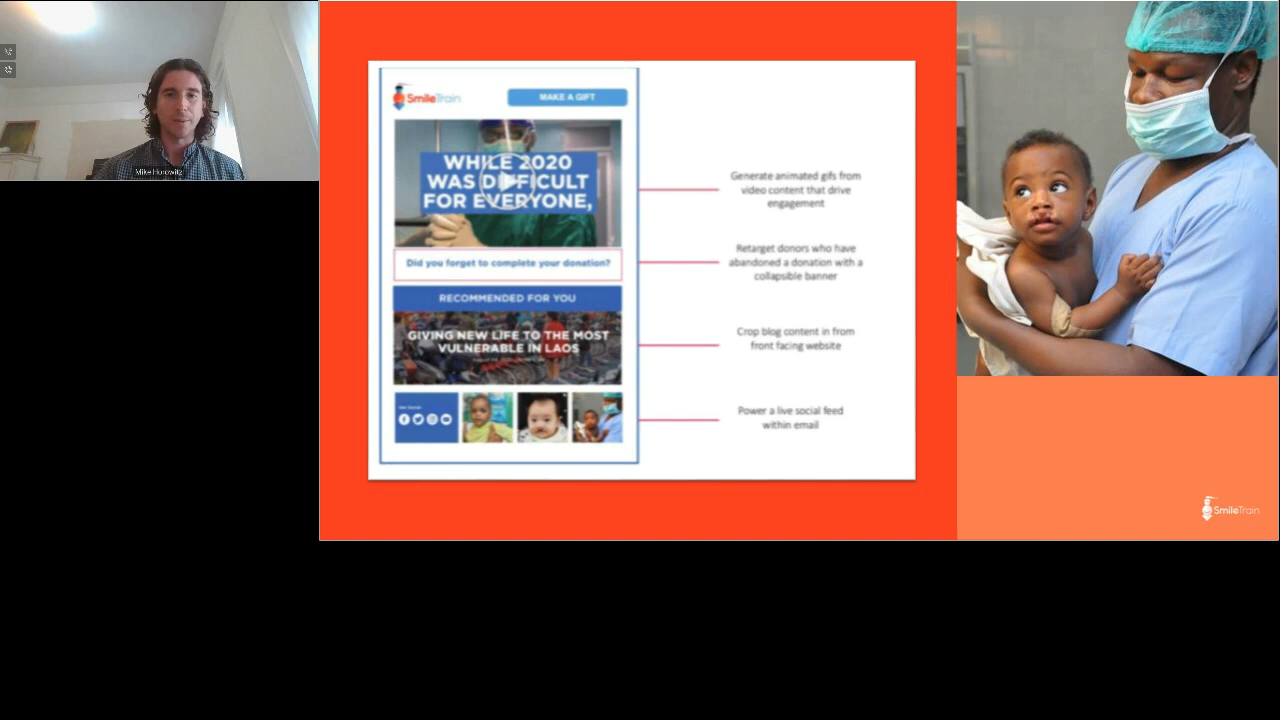 Mike Horowitz
SmileTrain
MAKE A GIFT
WHILE 2020
WAS DIFFICULT
FOR EVERYONE,
Did you forget to complete your donation?
RECOMMENDED FOR YOU
GIVING NEW LIFE TO THE MOST
VULNERABLE IN LAOS
Generate animated gifs from
video content that drive
engagement
Retarget donors who have
abandoned a donation with a
collapsible banner
Crop blog content in from
front facing website
Power a live social feed
within email
SmileTrain